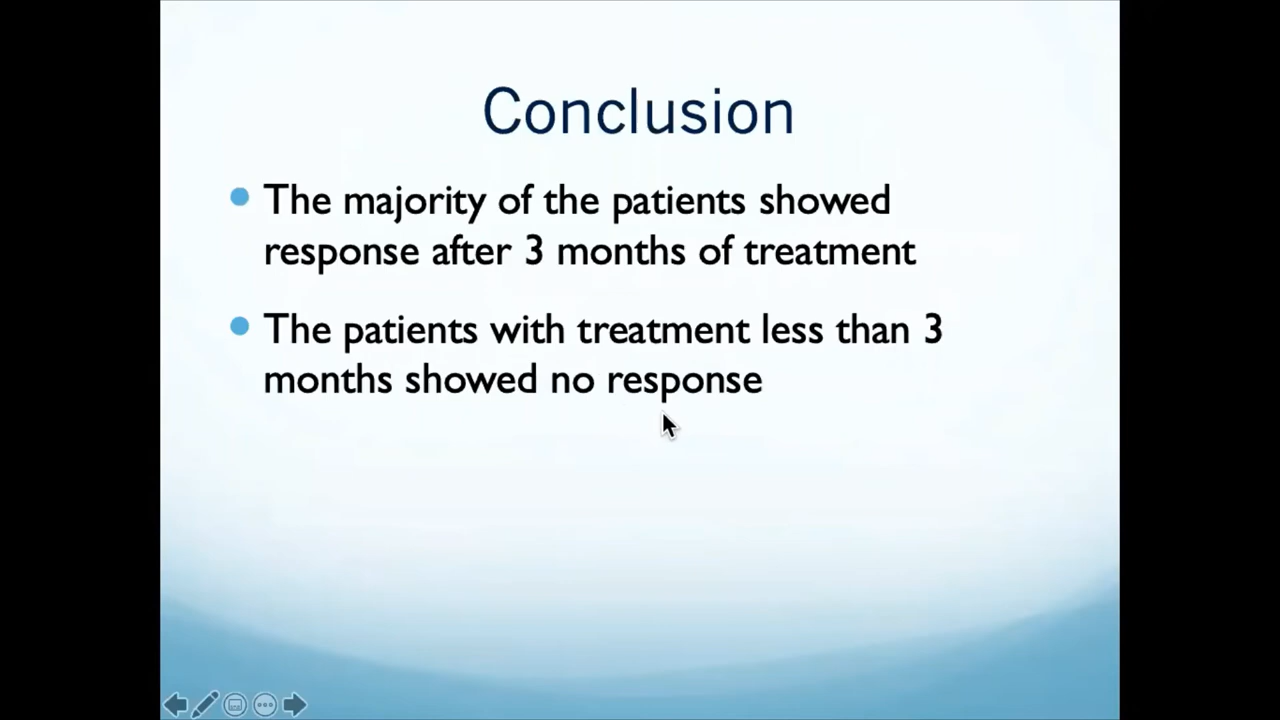 Conclusion
The majority of the patients showed
response after 3 months of treatment
The patients with treatment less than 3
months showed no response